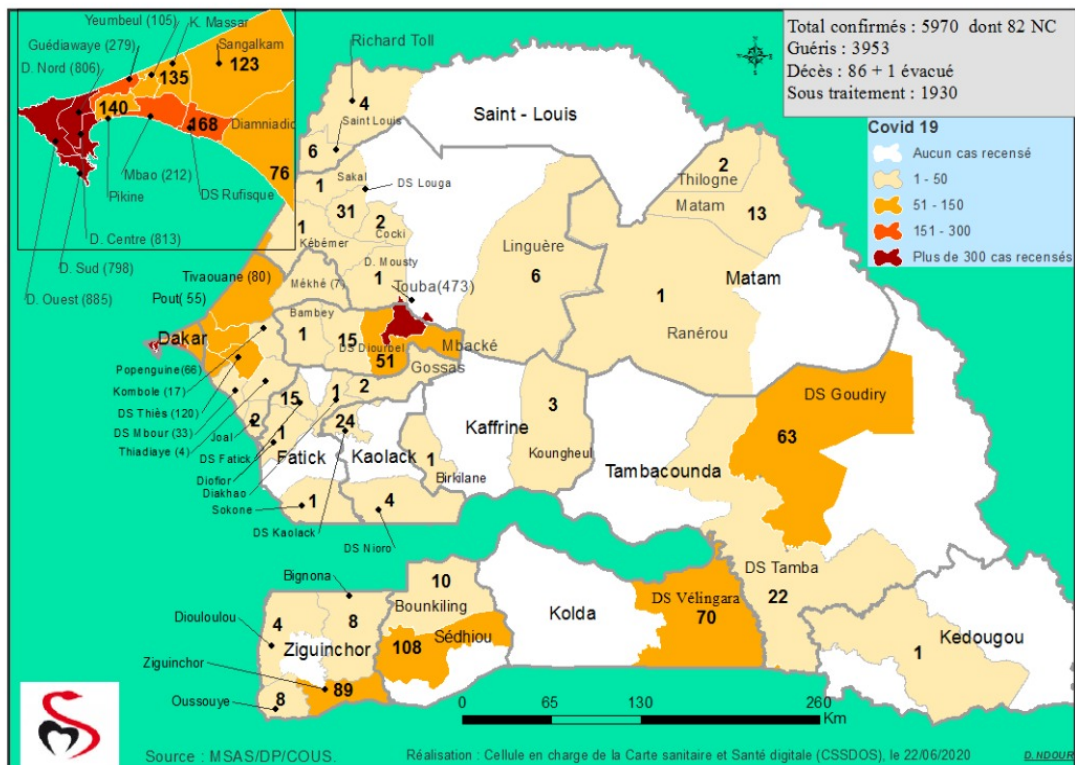 Total confirmés : 5970 dont 82 NC
Guéris : 3953
Décès : 86 + 1 évacué
Sous traitement : 1930
Covid 19
Aucun cas recensé
1 - 50
51 - 150
151 - 300
Plus de 300 cas recensés
Yeumbeul (105)
K. Massar
Guédiawaye (279)
Sangalkam
123
D. Nord (806)
135
140
168
Diamniadio
76
Mbao (212)
DS Rufisque
Pikine
D. Centre (813)
D. Sud (798)
D. Ouest (885)
Richard Toll
4
Saint Louis
6
Saint - Louis
Sakal
1
DS Louga
31
2
Cocki
1
Kébémer
D. Mousty
1
Linguère
6
2
Thilogne
Matam
13
Matam
1
Ranérou
Tivaouane (80)
Mékhé (7)
Touba(473)
Pout( 55)
Bambey
1
15
DS Diourbel
51
Mbacké
Dakar
Gossas
2
1
Popenguine(66)
Kombole (17)
DS Thiès (120)
DS Mbour (33)
Thiadiaye (4)
Joal
2
DS Fatick
15
Diofior
1
Diakhao
Fatick
24
Kaolack
DS Kaolack
Sokone
1
4
DS Nioro
Kaffrine
1
Birkilane
3
Koungheul
Tambacounda
DS Goudiry
63
DS Tamba
22
Kedougou
1
Bignona
Diouloulou
4
8
Ziguinchor
Ziguinchor
89
Oussouye
8
10
Bounkiling
108
Sédhiou
Kolda
DS Vélingara
70
0
65
130
260
Km
Source : MSAS/DP/COUS.
Réalisation : Cellule en charge de la Carte sanitaire et Santé digitale (CSSDOS), le 22/06/2020
D.NDOUR